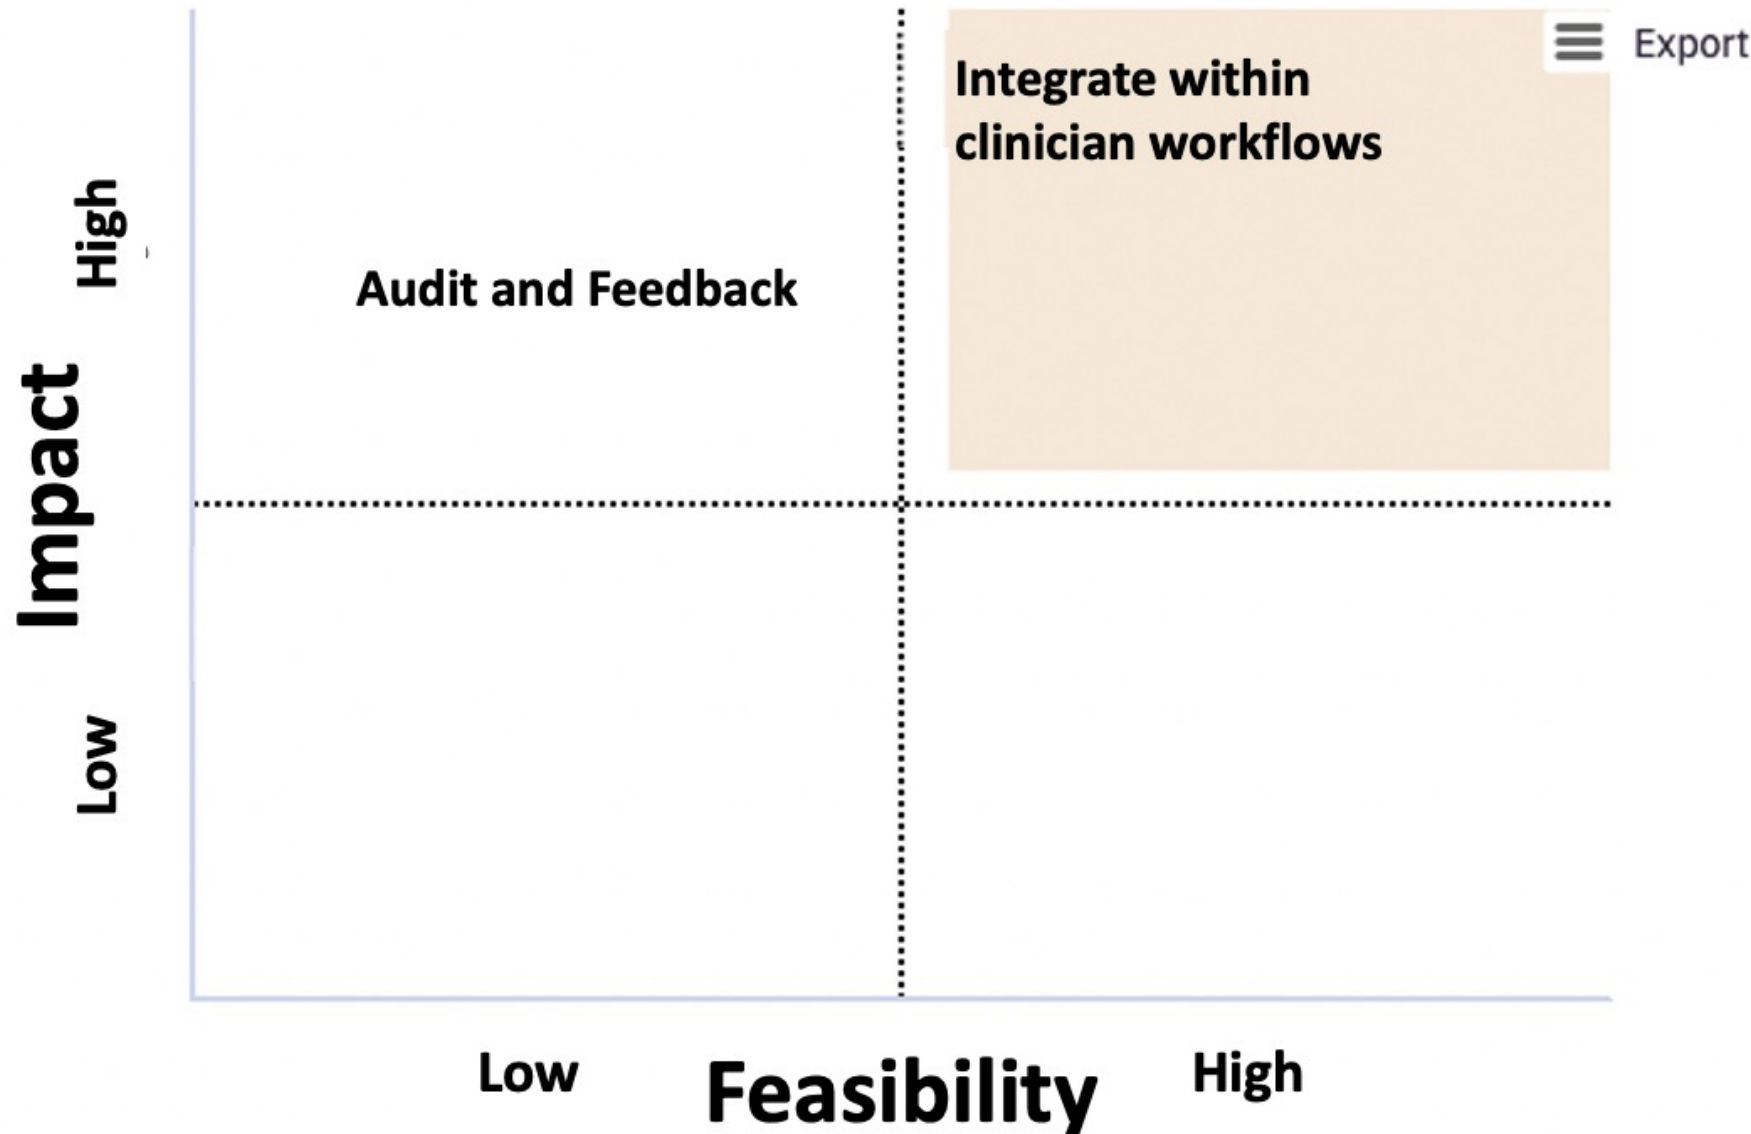 Export
Integrate within
clinician workflows
High
Audit and Feedback
Impact
Low
Low
Feasibility
High